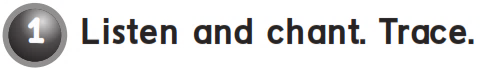 1 Listen and chant. Trace.